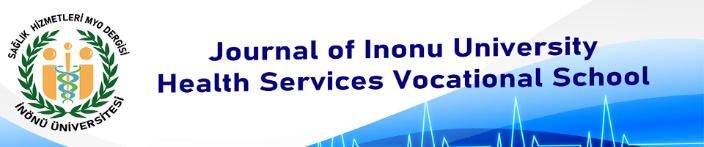 SAĞLIK HİZMETLERİ MYO DERGİSİ
İNÖNÜ ÜNİVERSİTESİ
Journal of Inonu University
Health Services Vocational School